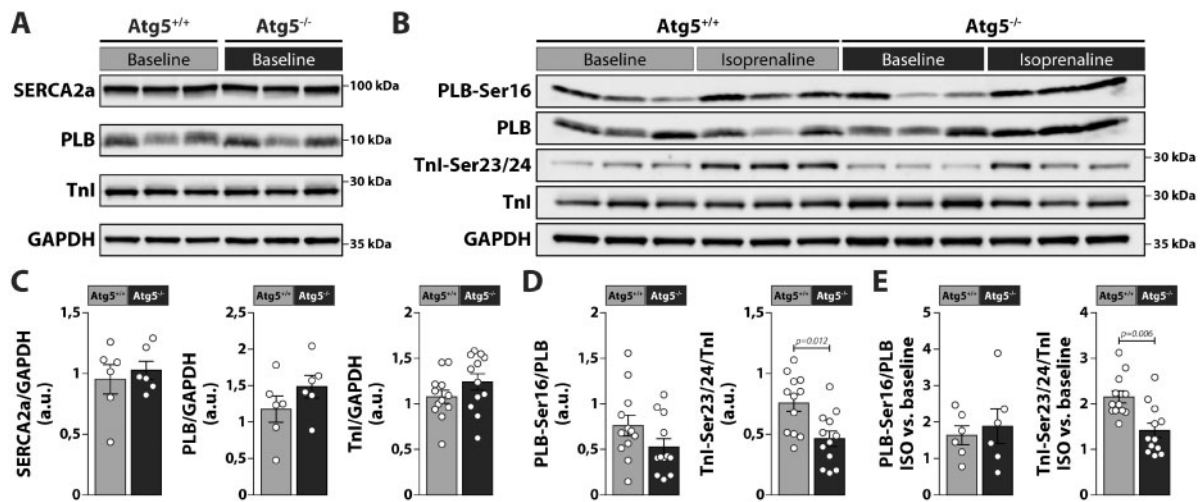 A
Atg5+/+ Atg5-/-
Baseline Baseline
SERCA2a 100 kDa
PLB 10 kDa
TnI 30 kDa
GAPDH 35 kDa
B
Atg5+/+ Atg5-/-
Baseline Isoprenaline Baseline Isoprenaline
PLB-Ser16
PLB
TnI-Ser23/24 30 kDa
TnI 30 kDa
GAPDH 35 kDa
C
Atg5+/+ Atg5-/-
SERCA2a/GAPDH
(a.u.)
1,5
1
0,5
0
Atg5+/+ Atg5-/-
PLB/GAPDH
(a.u.)
2,5
2
1,5
1
0,5
0
Atg5+/+ Atg5-/-
TnI/GAPDH
(a.u.)
2
1,5
1
0,5
0
D
Atg5+/+ Atg5-/-
PLB-Ser16/PLB
(a.u.)
2
1,5
1
0,5
0
Atg5+/+ Atg5-/-
TnI-Ser23/24/TnI
(a.u.)
1,5
1
0,5
0
p=0.012
E
Atg5+/+ Atg5-/-
PLB-Ser16/PLB
ISO vs. baseline
5
4
3
2
1
0
Atg5+/+ Atg5-/-
TnI-Ser23/24/TnI
ISO vs. baseline
4
3
2
1
0
p=0.006